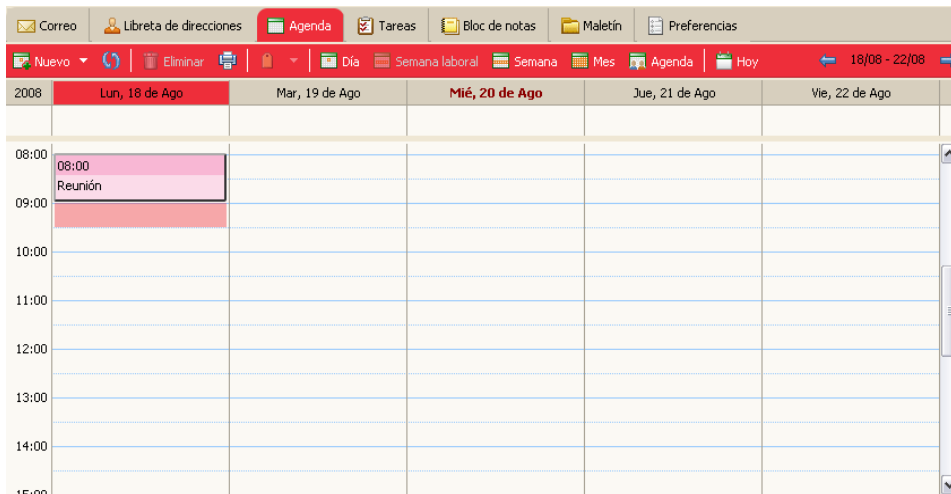 Correo Libreta de direcciones Agenda Tareas Bloc de notas Maletín Preferencias
Nuevo Eliminar Día Semana laboral Semana Mes Agenda Hoy 18/08 - 22/08
2008 Lun, 18 de Ago Mar, 19 de Ago Mié, 20 de Ago Jue, 21 de Ago Vie, 22 de Ago
08:00
08:00
Reunión
09:00
10:00
11:00
12:00
13:00
14:00
15:00